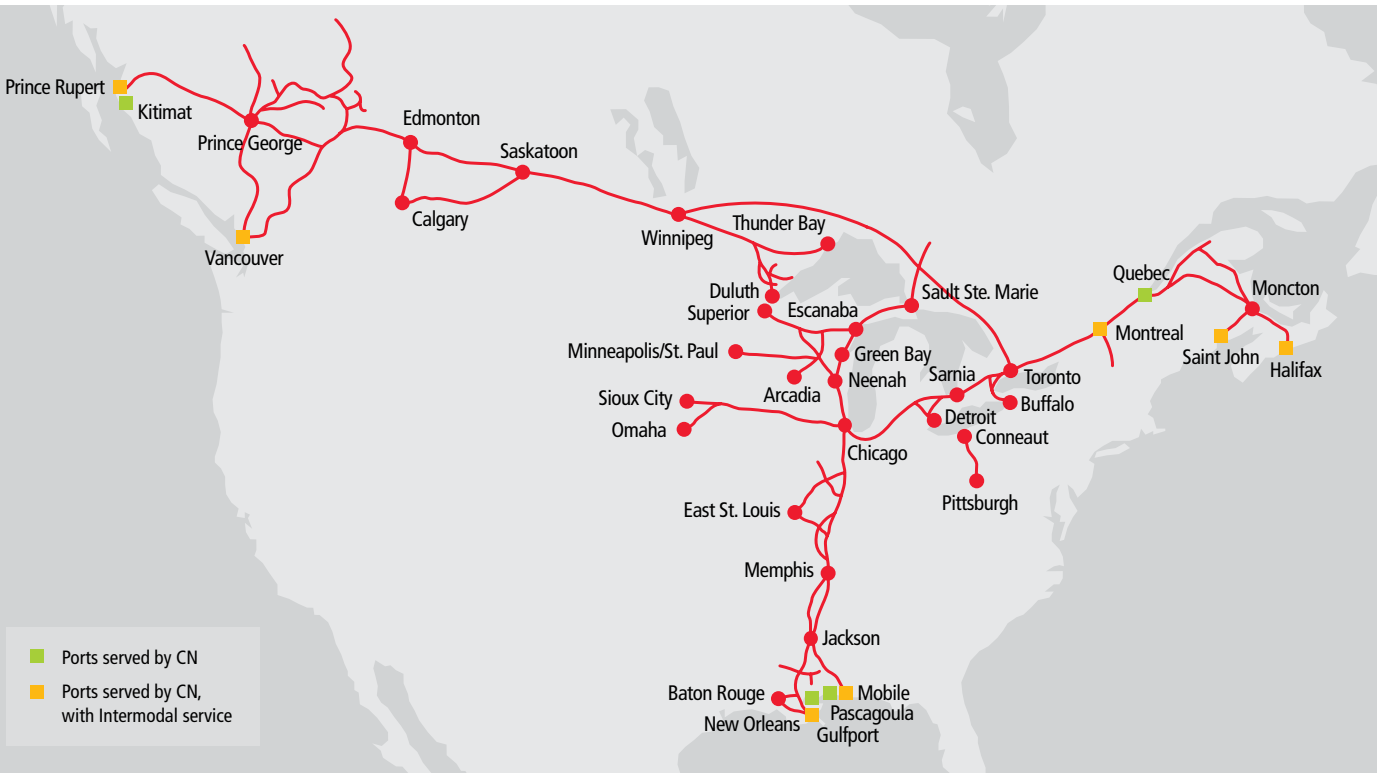 Prince Rupert
Kitimat
Prince George
Edmonton
Saskatoon
Calgary
Vancouver
Winnipeg
Thunder Bay
Duluth
Superior
Escanaba
Sault Ste. Marie
Minneapolis/St. Paul
Green Bay
Arcadia
Neenah
Sarnia
Toronto
Sioux City
Omaha
Detroit
Buffalo
Conneaut
Chicago
Pittsburgh
Quebec
Moncton
Montreal
Saint John
Halifax
East St. Louis
Memphis
Jackson
Baton Rouge
Mobile
New Orleans
Pascagoula
Gulfport
Ports served by CN
Ports served by CN,
with Intermodal service